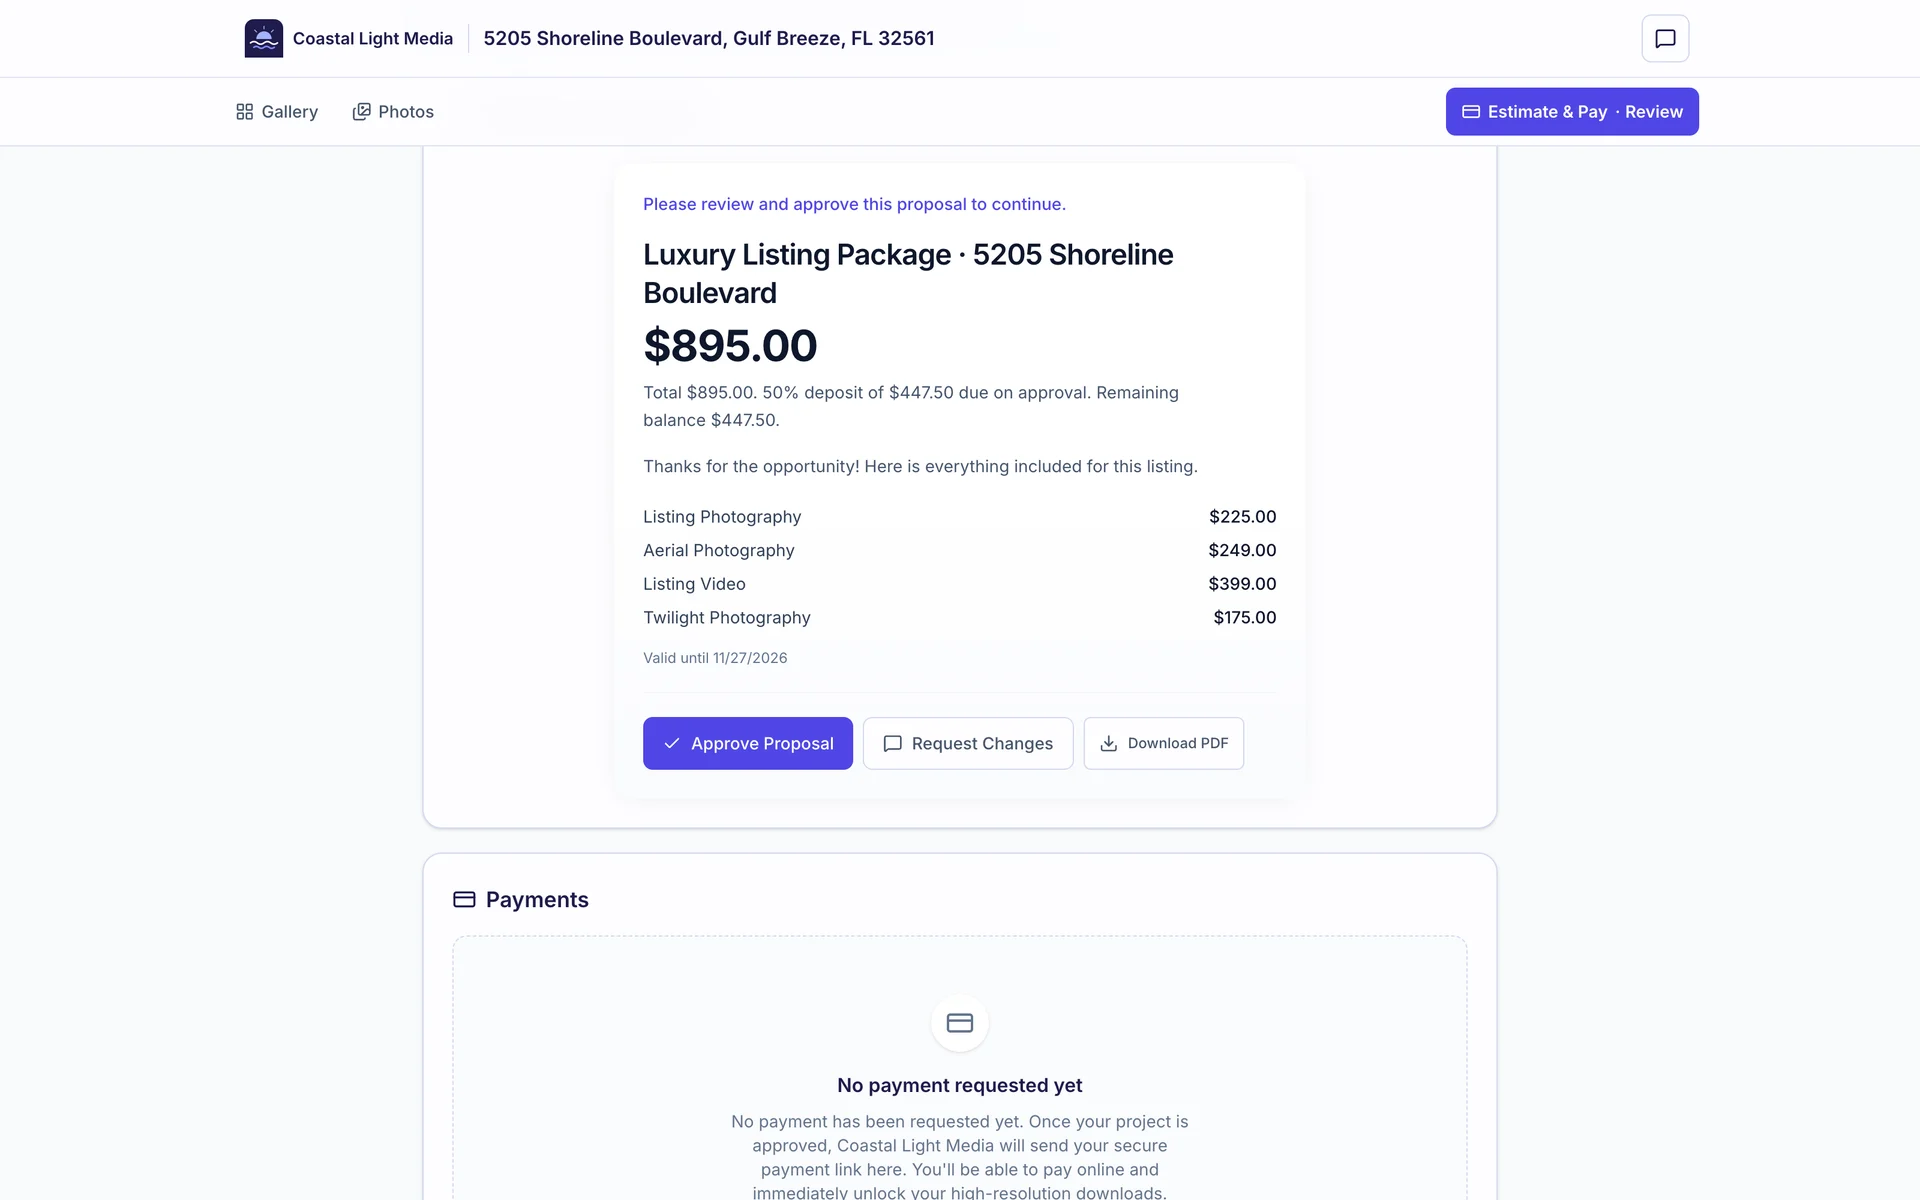 Coastal Light Media
5205 Shoreline Boulevard, Gulf Breeze, FL 32561
Gallery
Photos
Estimate & Pay · Review
Please review and approve this proposal to continue.
Luxury Listing Package · 5205 Shoreline
Boulevard
$895.00
Total $895.00. 50% deposit of $447.50 due on approval. Remaining
balance $447.50.
Thanks for the opportunity! Here is everything included for this listing.
Listing Photography $225.00
Aerial Photography $249.00
Listing Video $399.00
Twilight Photography $175.00
Valid until 11/27/2026
Approve Proposal
Request Changes
Download PDF
Payments
No payment requested yet
No payment has been requested yet. Once your project is
approved, Coastal Light Media will send your secure
payment link here. You'll be able to pay online and
immediately unlock your high-resolution downloads.